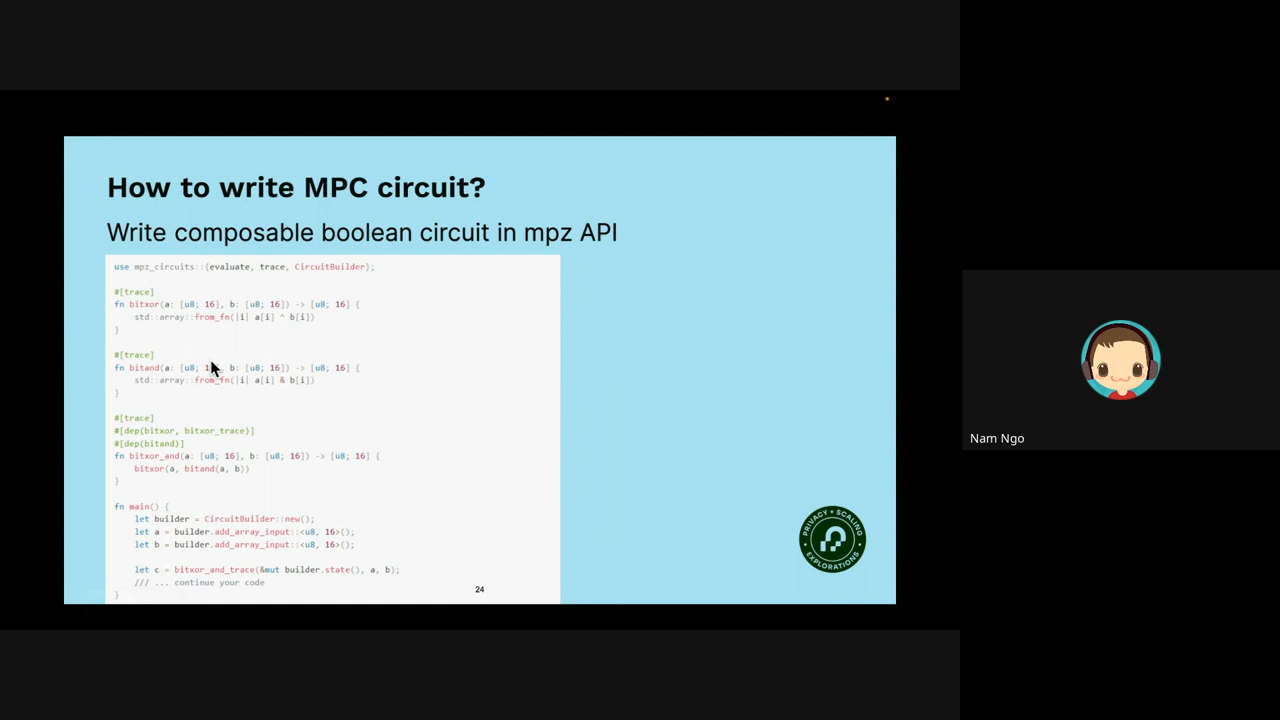 How to write MPC circuit?
Write composable boolean circuit in mpz API
use mpz_circuits::{evaluate, trace, CircuitBuilder};
#[trace]
fn bitxor(a: [u8; 16], b: [u8; 16]) -> [u8; 16] {
    std::array::from_fn(|i| a[i] ^ b[i])
}
#[trace]
fn bitand(a: [u8; 16], b: [u8; 16]) -> [u8; 16] {
    std::array::from_fn(|i| a[i] & b[i])
}
#[trace]
#[dep(bitxor, bitxor_trace)]
#[dep(bitand)]
fn bitxor_and(a: [u8; 16], b: [u8; 16]) -> [u8; 16] {
    bitxor(a, bitand(a, b))
}
fn main() {
    let builder = CircuitBuilder::new();
    let a = builder.add_array_input::<u8, 16>();
    let b = builder.add_array_input::<u8, 16>();
    let c = bitxor_and_trace(&mut builder.state(), a, b);
    /// ... continue your code
}
24
PRIVACY + SCALING
EXPLORATIONS
Nam Ngo